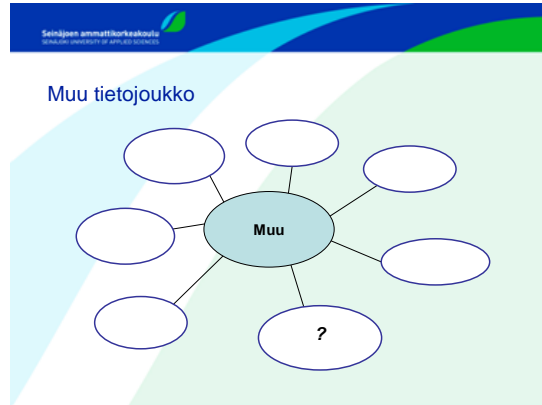 Seinäjoen ammattikorkeakoulu
SEINÄJOKI UNIVERSITY OF APPLIED SCIENCES
Muu tietojoukko
Muu
?